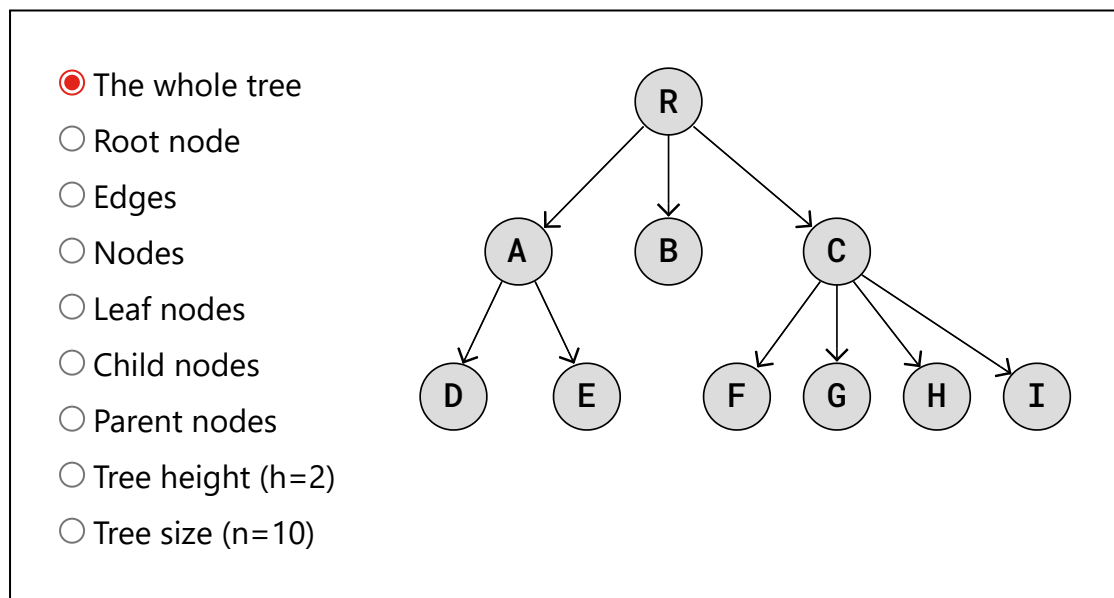 The whole tree
Root node
Edges
Nodes
Leaf nodes
Child nodes
Parent nodes
Tree height (h=2)
Tree size (n=10)
R
A B C
D E F G H I